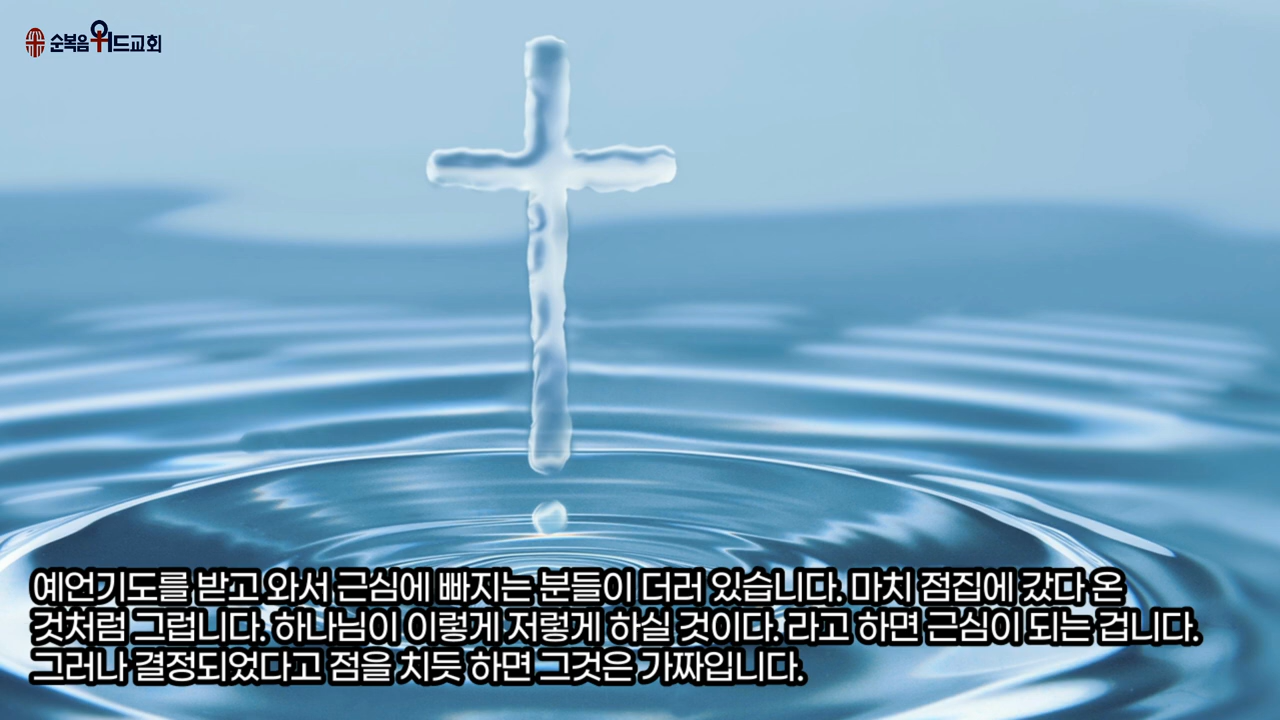 순복음워드교회
예언기도를 받고 와서 근심에 빠지는 분들이 더러 있습니다. 마치 점집에 갔다 온
것처럼 그럽니다. 하나님이 이렇게 저렇게 하실 것이다. 라고 하면 근심이 되는 겁니다.
그러나 결정되었다고 점을 치듯 하면 그것은 가짜입니다.